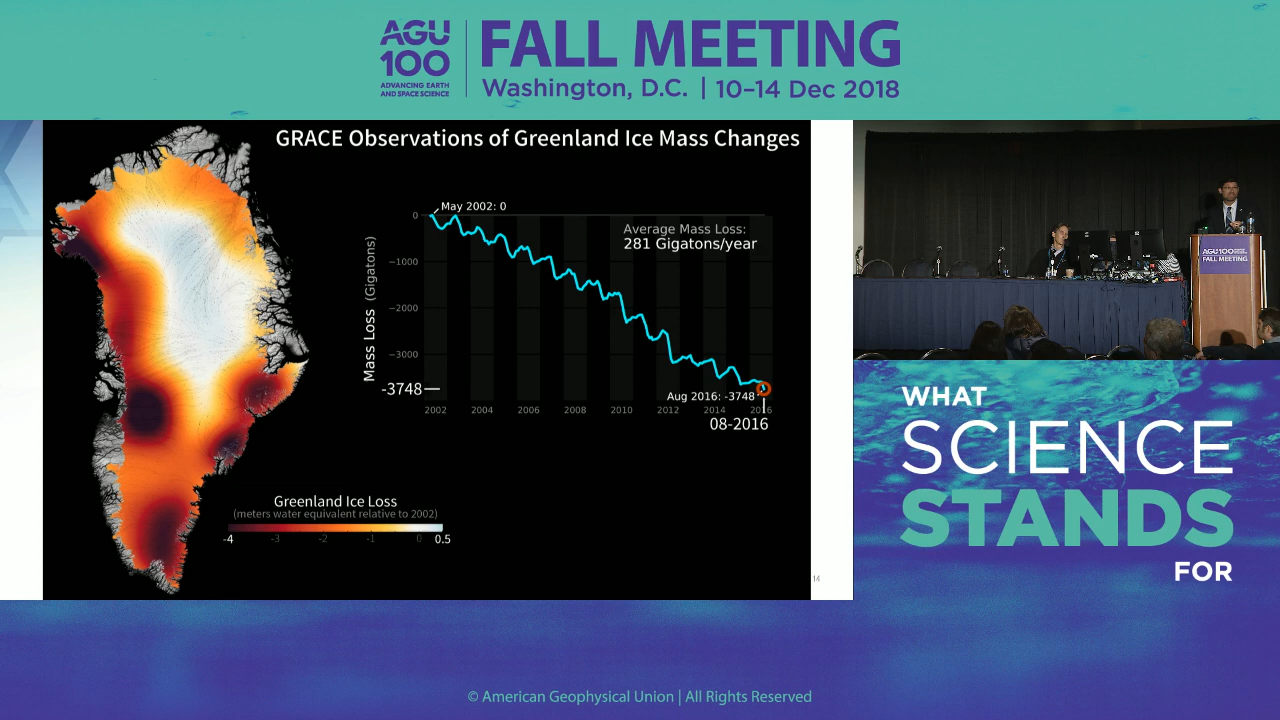 AGU
100
ADVANCING EARTH
AND SPACE SCIENCE
FALL MEETING
Washington, D.C. | 10–14 Dec 2018
GRACE Observations of Greenland Ice Mass Changes
May 2002: 0
Average Mass Loss:
281 Gigatons/year
Mass Loss (Gigatons)
0
−1000
−2000
−3000
-3748
Aug 2016: -3748
2002 2004 2006 2008 2010 2012 2014 2016
08-2016
Greenland Ice Loss
(meters water equivalent relative to 2002)
-4 -3 -2 -1 0 0.5
14
AGU100
FALL MEETING
WHAT
SCIENCE
STANDS
FOR
© American Geophysical Union | All Rights Reserved